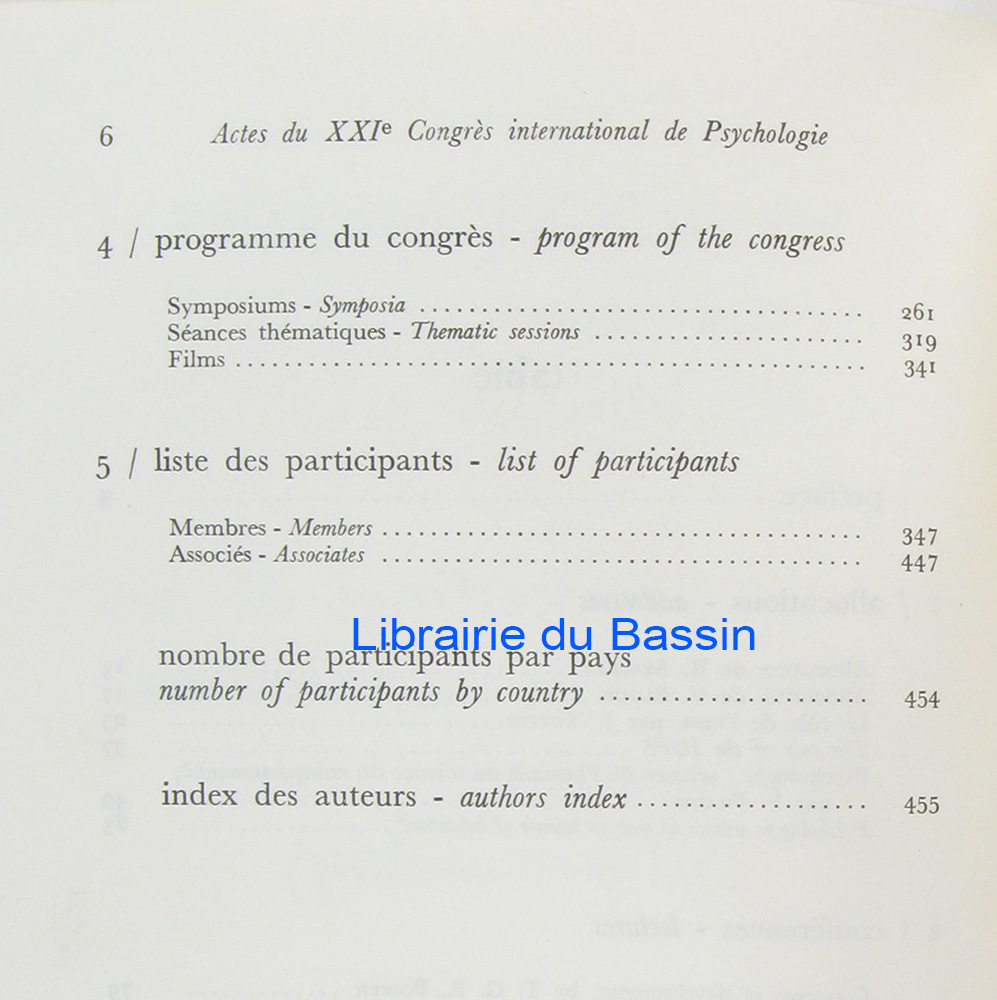 6 Actes du XXIe Congrès international de Psychologie
4 / programme du congrès - program of the congress
Symposiums - Symposia ..................................... 261
Séances thématiques - Thematic sessions ...................... 319
Films .................................................... 341
5 / liste des participants - list of participants
Membres - Members ........................................ 347
Associés - Associates ........................................ 447
Librairie du Bassin
nombre de participants par pays
number of participants by country ...................... 454
index des auteurs - authors index ................... 455